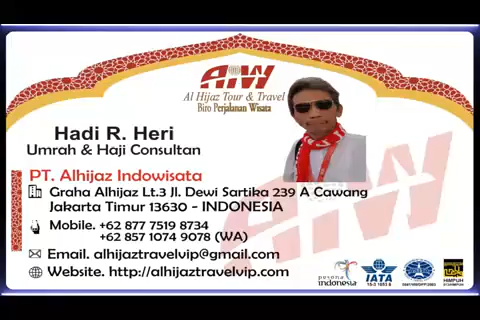 AIW
Al Hijaz Tour & Travel
Biro Perjalanan Wisata
Hadi R. Heri
Umrah & Haji Consultan
PT. Alhijaz Indowisata
Graha Alhijaz Lt.3 Jl. Dewi Sartika 239 A Cawang
Jakarta Timur 13630 - INDONESIA
Mobile. +62 877 7519 8734
+62 857 1074 9078 (WA)
Email. alhijaztravelvip@gmail.com
Website. http://alhijaztravelvip.com
pesona
indonesia
IATA
HIMPUH